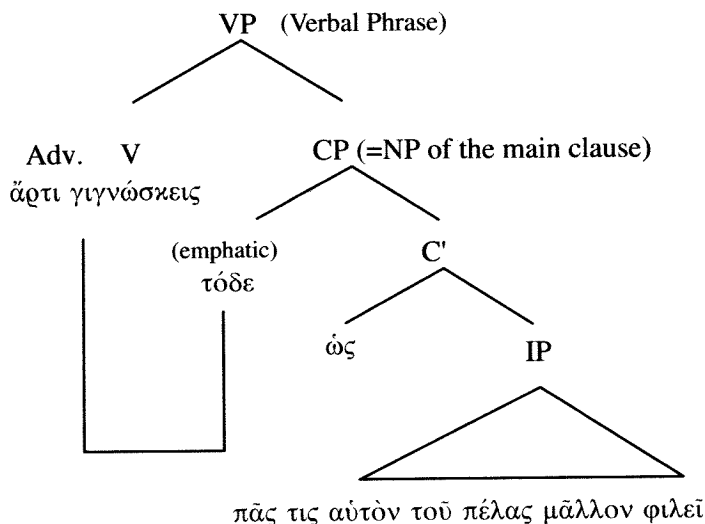 VP (Verbal Phrase)
Adv. V
ἄρτι γιγνώσκεις
CP (=NP of the main clause)
(emphatic)
τόδε
C'
ὡς
IP
πᾶς τις αὑτὸν τοῦ πέλας μᾶλλον φιλεῖ